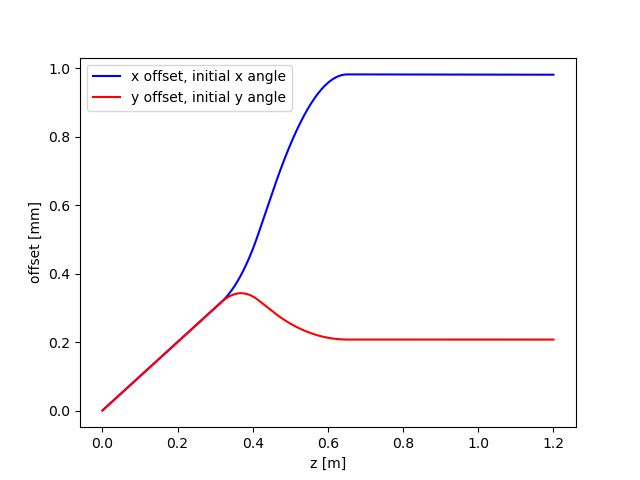 x offset, initial x angle
y offset, initial y angle
1.0
0.8
0.6
0.4
0.2
0.0
offset [mm]
0.0 0.2 0.4 0.6 0.8 1.0 1.2
z [m]